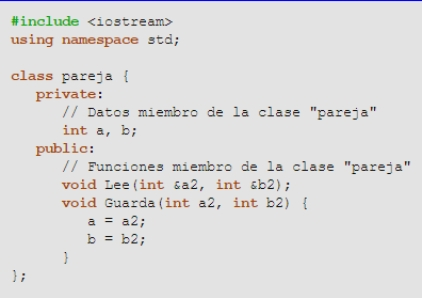 #include <iostream>
using namespace std;
class pareja {
private:
// Datos miembro de la clase "pareja"
int a, b;
public:
// Funciones miembro de la clase "pareja"
void Lee(int &a2, int &b2);
void Guarda(int a2, int b2) {
a = a2;
b = b2;
}
};